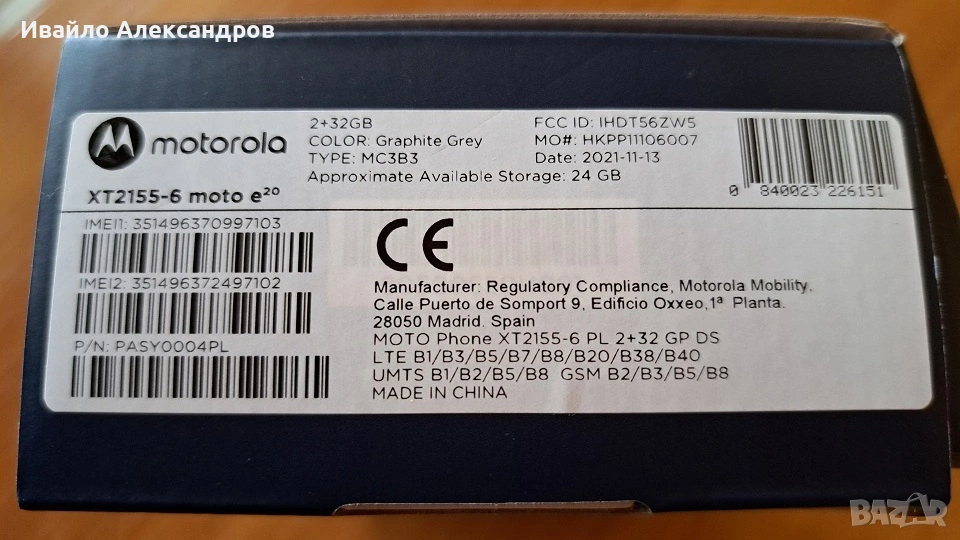 Ивайло Александров
motorola
2+32GB
COLOR: Graphite Grey
TYPE: MC3B3
Approximate Available Storage: 24 GB
FCC ID: IHDT56ZW5
MO#: HKPP11106007
Date: 2021-11-13
0 840023 226151
XT2155-6 moto e²⁰
IMEI1: 351496370997103
IMEI2: 351496372497102
P/N: PASY0004PL
CE
Manufacturer: Regulatory Compliance, Motorola Mobility,
Calle Puerto de Somport 9, Edificio Oxxeo,1ª Planta.
28050 Madrid. Spain
MOTO Phone XT2155-6 PL 2+32 GP DS
LTE B1/B3/B5/B7/B8/B20/B38/B40
UMTS B1/B2/B5/B8 GSM B2/B3/B5/B8
MADE IN CHINA
BAZAR